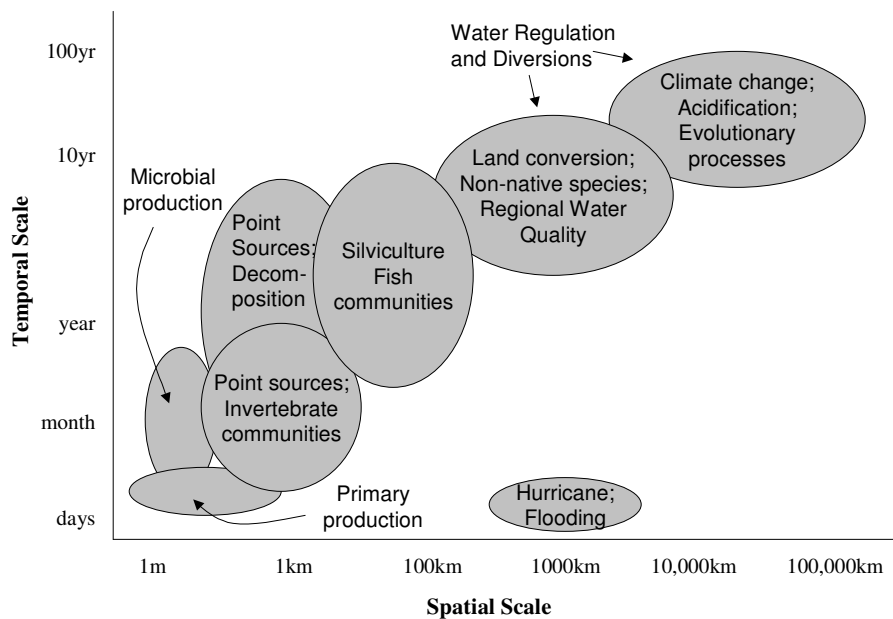 Water Regulation
and Diversions
100yr
Climate change;
Acidification;
Evolutionary
processes
10yr
Land conversion;
Non-native species;
Regional Water
Quality
Microbial
production
Point
Sources;
Decom-
position
Silviculture
Fish
communities
Temporal Scale
year
Point sources;
Invertebrate
communities
month
Primary
production
Hurricane;
Flooding
days
1m
1km
100km
1000km
10,000km
100,000km
Spatial Scale